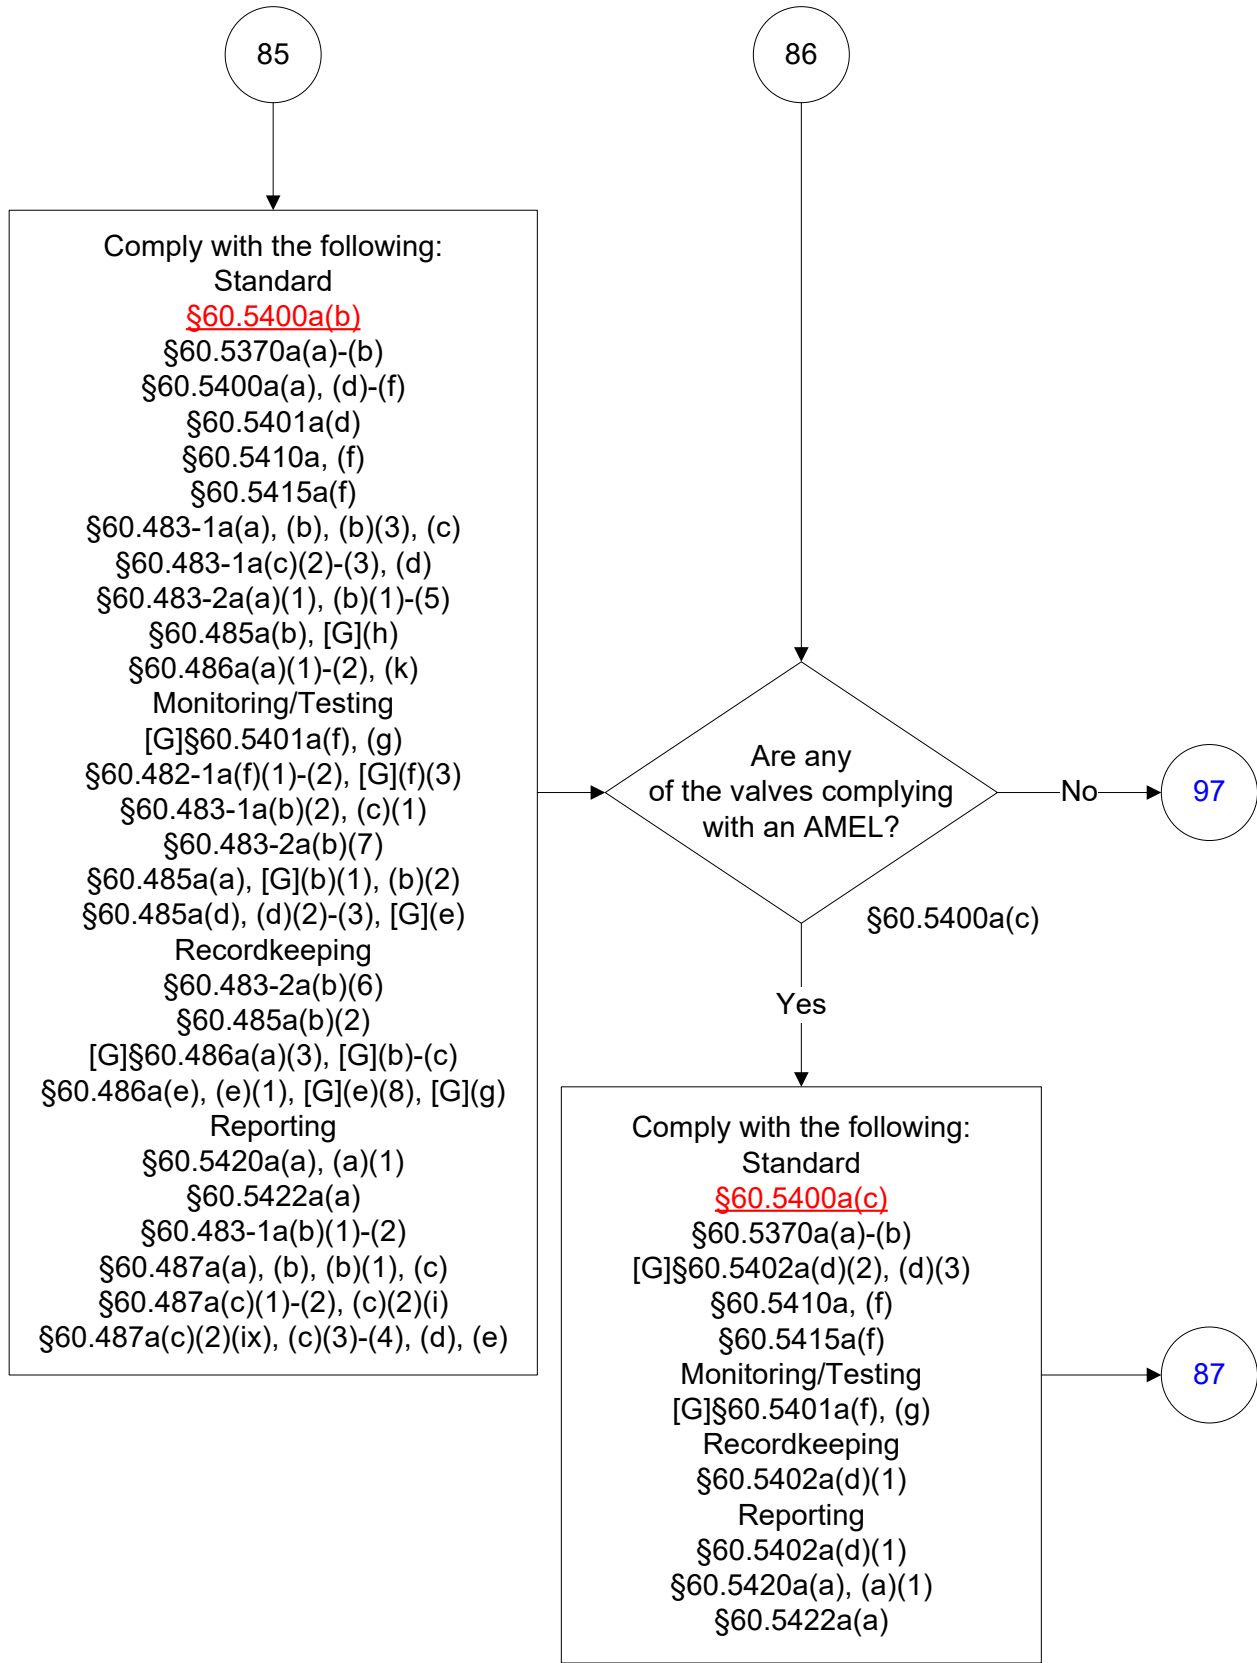 85
86
Comply with the following:
Standard
§60.5400a(b)
§60.5370a(a)-(b)
§60.5400a(a), (d)-(f)
§60.5401a(d)
§60.5410a, (f)
§60.5415a(f)
§60.483-1a(a), (b), (b)(3), (c)
§60.483-1a(c)(2)-(3), (d)
§60.483-2a(a)(1), (b)(1)-(5)
§60.485a(b), [G](h)
§60.486a(a)(1)-(2), (k)
Monitoring/Testing
[G]§60.5401a(f), (g)
§60.482-1a(f)(1)-(2), [G](f)(3)
§60.483-1a(b)(2), (c)(1)
§60.483-2a(b)(7)
§60.485a(a), [G](b)(1), (b)(2)
§60.485a(d), (d)(2)-(3), [G](e)
Recordkeeping
§60.483-2a(b)(6)
§60.485a(b)(2)
[G]§60.486a(a)(3), [G](b)-(c)
§60.486a(e), (e)(1), [G](e)(8), [G](g)
Reporting
§60.5420a(a), (a)(1)
§60.5422a(a)
§60.483-1a(b)(1)-(2)
§60.487a(a), (b), (b)(1), (c)
§60.487a(c)(1)-(2), (c)(2)(i)
§60.487a(c)(2)(ix), (c)(3)-(4), (d), (e)
Are any
of the valves complying
with an AMEL?
No
97
§60.5400a(c)
Yes
Comply with the following:
Standard
§60.5400a(c)
§60.5370a(a)-(b)
[G]§60.5402a(d)(2), (d)(3)
§60.5410a, (f)
§60.5415a(f)
Monitoring/Testing
[G]§60.5401a(f), (g)
Recordkeeping
§60.5402a(d)(1)
Reporting
§60.5402a(d)(1)
§60.5420a(a), (a)(1)
§60.5422a(a)
87